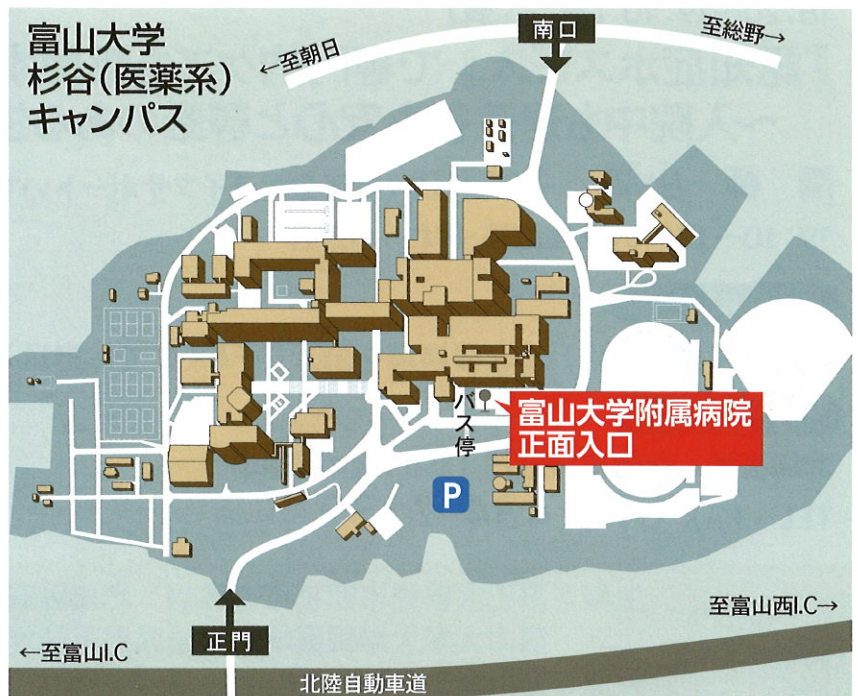 富山大学
杉谷(医薬系)
キャンパス
←至朝日
南口
至総野→
バス停
富山大学附属病院
正面入口
P
至富山西I.C→
正門
←至富山I.C
北陸自動車道